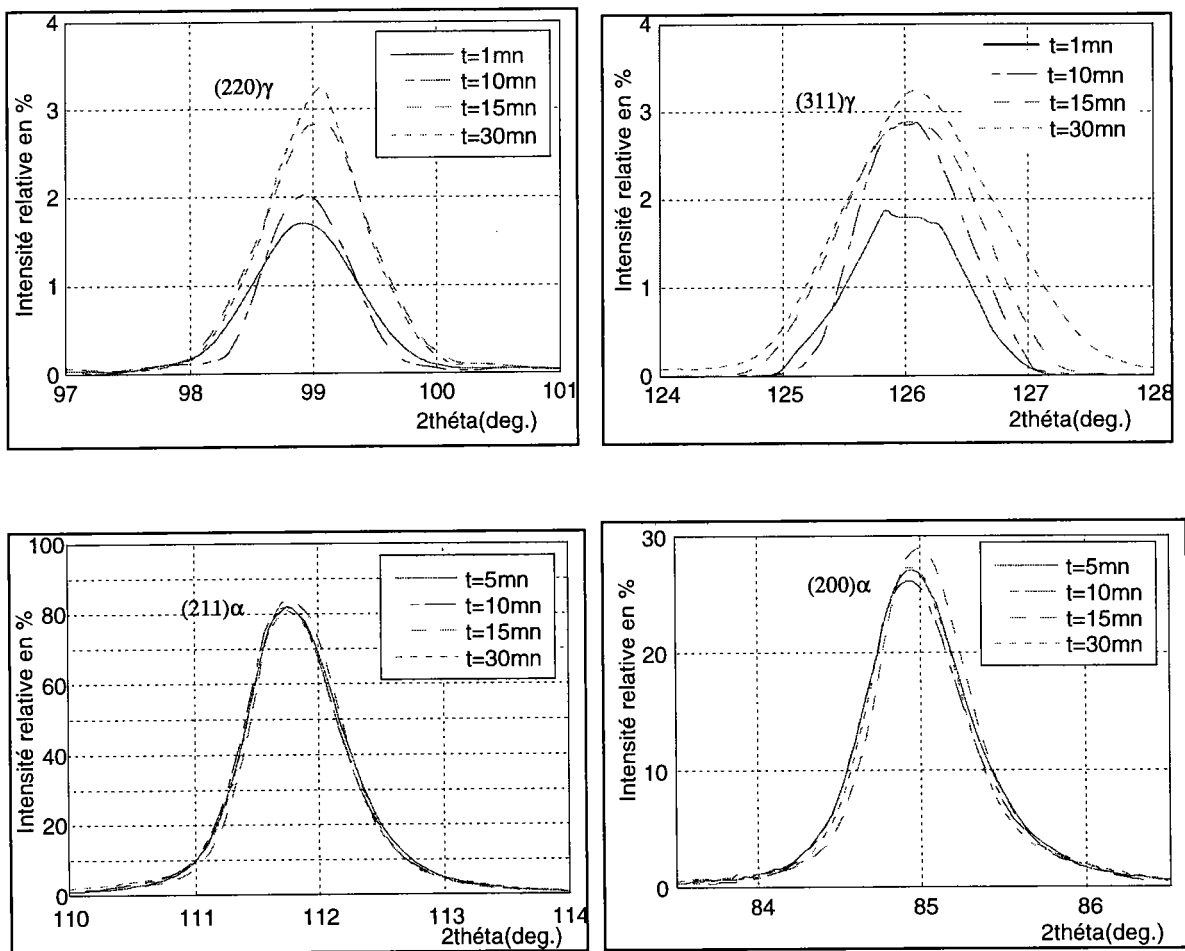 4
3
2
1
0
Intensité relative en %
(220)γ
t=1mn
t=10mn
t=15mn
t=30mn
97
98
99
100
101
2théta(deg.)
4
3
2
1
0
Intensité relative en %
(311)γ
t=1mn
t=10mn
t=15mn
t=30mn
124
125
126
127
128
2théta(deg.)
100
80
60
40
20
0
Intensité relative en %
(211)α
t=5mn
t=10mn
t=15mn
t=30mn
110
111
112
113
114
2théta(deg.)
30
20
10
0
Intensité relative en %
(200)α
t=5mn
t=10mn
t=15mn
t=30mn
84
85
86
2théta(deg.)